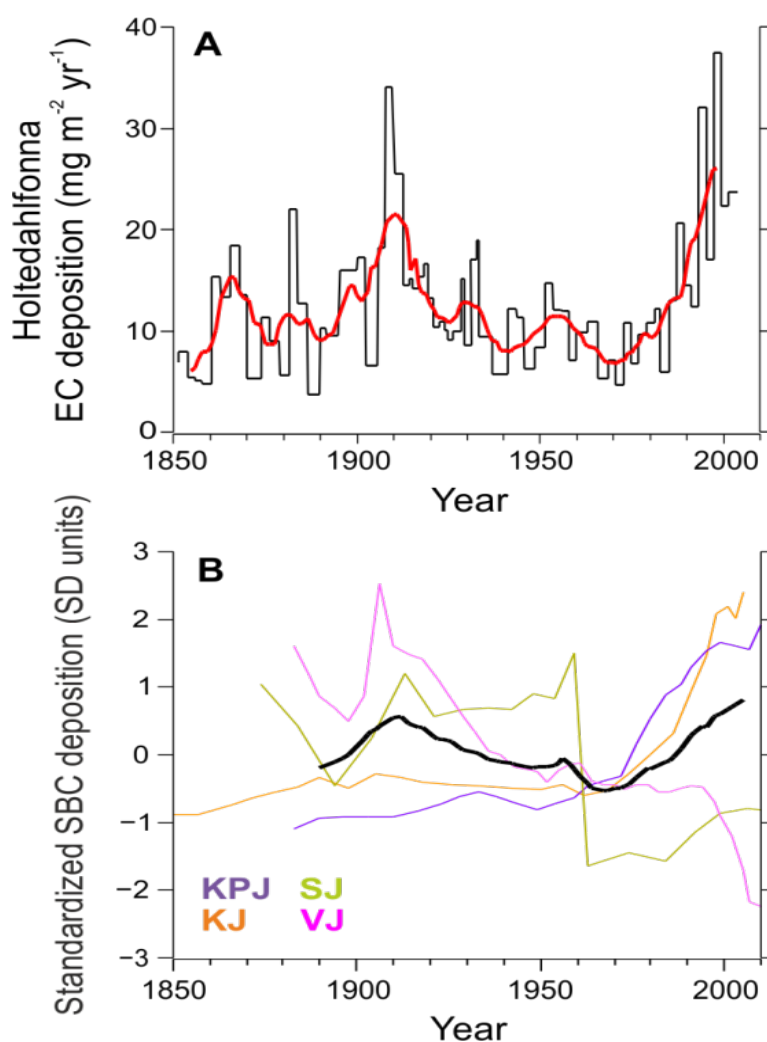 A
Holtedahlfonna
EC deposition (mg m⁻² yr⁻¹)
40
30
20
10
0
1850 1900 1950 2000
Year
B
Standardized SBC deposition (SD units)
3
2
1
0
−1
−2
−3
KPJ SJ
KJ VJ
1850 1900 1950 2000
Year